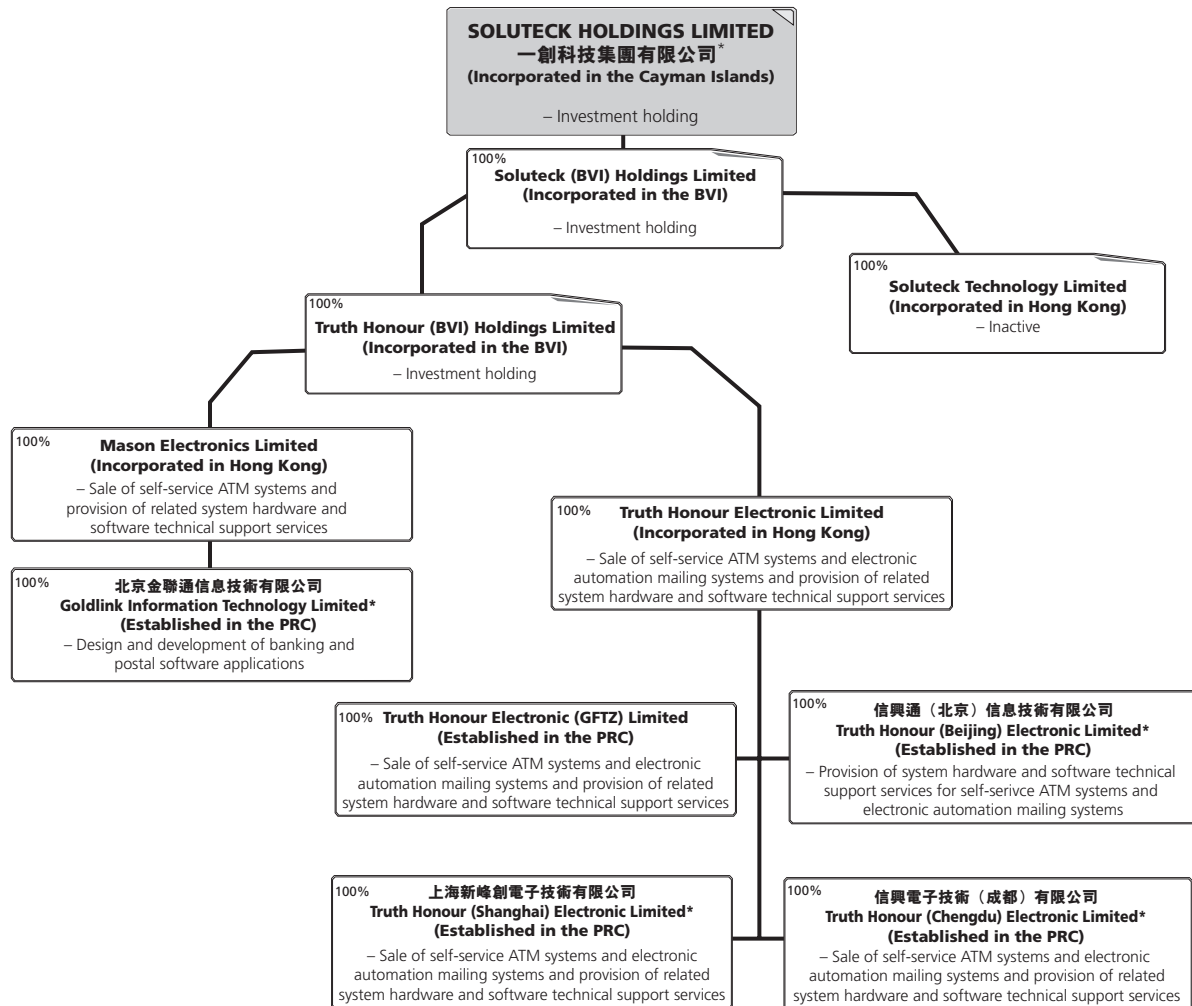 SOLUTECK HOLDINGS LIMITED
一創科技集團有限公司*
(Incorporated in the Cayman Islands)
– Investment holding
100%
Soluteck (BVI) Holdings Limited
(Incorporated in the BVI)
– Investment holding
100%
Soluteck Technology Limited
(Incorporated in Hong Kong)
– Inactive
100%
Truth Honour (BVI) Holdings Limited
(Incorporated in the BVI)
– Investment holding
100%
Mason Electronics Limited
(Incorporated in Hong Kong)
– Sale of self-service ATM systems and
provision of related system hardware and
software technical support services
100%
Truth Honour Electronic Limited
(Incorporated in Hong Kong)
– Sale of self-service ATM systems and electronic
automation mailing systems and provision of related
system hardware and software technical support services
100%
北京金聯通信息技術有限公司
Goldlink Information Technology Limited*
(Established in the PRC)
– Design and development of banking and
postal software applications
100% Truth Honour Electronic (GFTZ) Limited
(Established in the PRC)
– Sale of self-service ATM systems and electronic
automation mailing systems and provision of related
system hardware and software technical support services
100%
信興通（北京）信息技術有限公司
Truth Honour (Beijing) Electronic Limited*
(Established in the PRC)
– Provision of system hardware and software technical
support services for self-serivce ATM systems and
electronic automation mailing systems
100%
上海新峰創電子技術有限公司
Truth Honour (Shanghai) Electronic Limited*
(Established in the PRC)
– Sale of self-service ATM systems and electronic
automation mailing systems and provision of related
system hardware and software technical support services
100%
信興電子技術（成都）有限公司
Truth Honour (Chengdu) Electronic Limited*
(Established in the PRC)
– Sale of self-service ATM systems and electronic
automation mailing systems and provision of related
system hardware and software technical support services